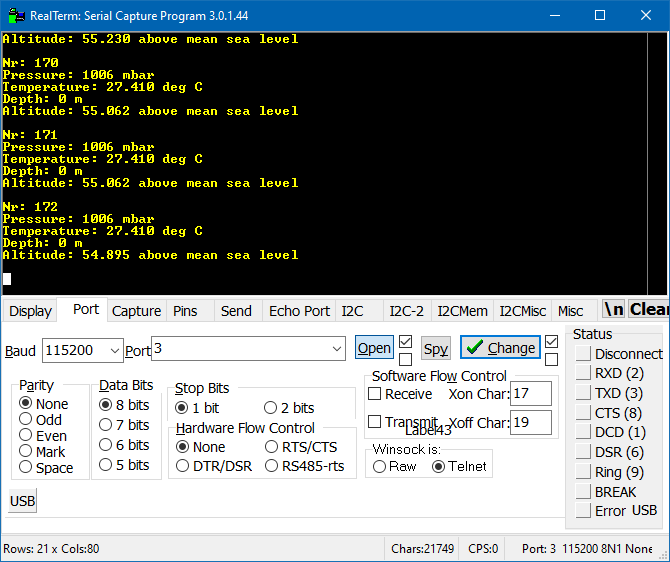 RealTerm: Serial Capture Program 3.0.1.44
Altitude: 55.230 above mean sea level
Nr: 170
Pressure: 1006 mbar
Temperature: 27.410 deg C
Depth: 0 m
Altitude: 55.062 above mean sea level
Nr: 171
Pressure: 1006 mbar
Temperature: 27.410 deg C
Depth: 0 m
Altitude: 55.062 above mean sea level
Nr: 172
Pressure: 1006 mbar
Temperature: 27.410 deg C
Depth: 0 m
Altitude: 54.895 above mean sea level
Display Port Capture Pins Send Echo Port I2C I2C-2 I2CMem I2CMisc Misc \n Clear
Baud 115200 Port 3 Open Spy Change
Parity
None
Odd
Even
Mark
Space
Data Bits
8 bits
7 bits
6 bits
5 bits
Stop Bits
1 bit 2 bits
Hardware Flow Control
None RTS/CTS
DTR/DSR RS485-rts
Software Flow Control
Receive Xon Char: 17
Transmit Xoff Char: 19
Label43
Winsock is:
Raw Telnet
Status
Disconnect
RXD (2)
TXD (3)
CTS (8)
DCD (1)
DSR (6)
Ring (9)
BREAK
Error USB
USB
Rows: 21 x Cols:80 Chars:21749 CPS:0 Port: 3 115200 8N1 None